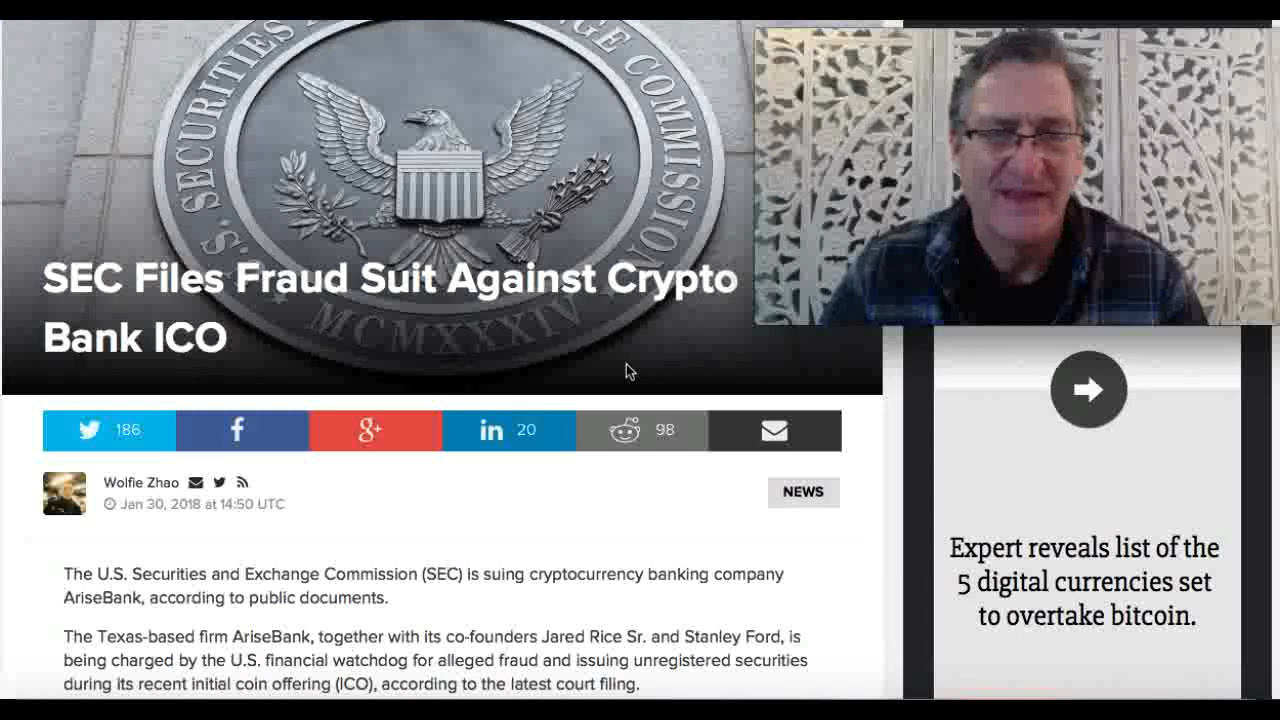 SECURITIES
EXCHANGE COMMISSION
U.S.
MCMXXXIV
SEC Files Fraud Suit Against Crypto
Bank ICO
186
20
98
Wolfie Zhao
Jan 30, 2018 at 14:50 UTC
NEWS
The U.S. Securities and Exchange Commission (SEC) is suing cryptocurrency banking company
AriseBank, according to public documents.
The Texas-based firm AriseBank, together with its co-founders Jared Rice Sr. and Stanley Ford, is
being charged by the U.S. financial watchdog for alleged fraud and issuing unregistered securities
during its recent initial coin offering (ICO), according to the latest court filing.
Expert reveals list of the
5 digital currencies set
to overtake bitcoin.